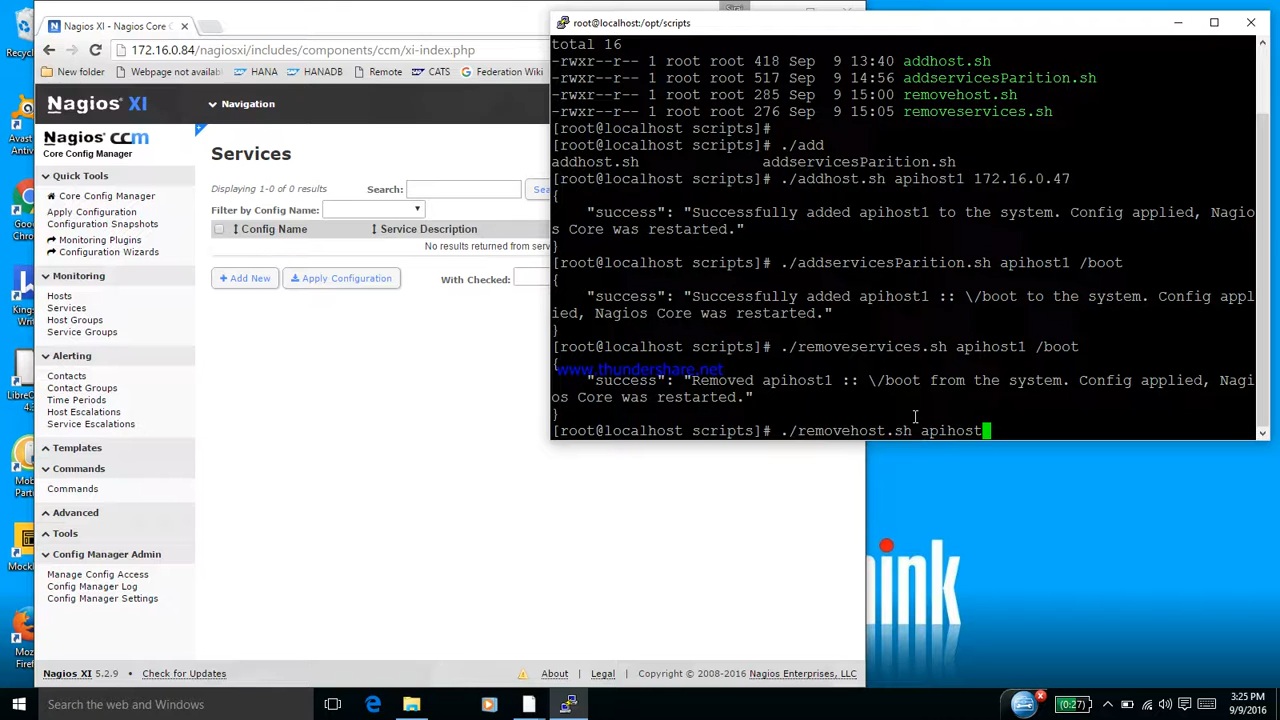 Nagios XI - Nagios Core C
172.16.0.84/nagiosxi/includes/components/ccm/xi-index.php
New folder
Webpage not availabl
HANA
HANADB
Remote
CATS
Federation Wiki
Nagios® XI
Navigation
Nagios ccm
Core Config Manager
Quick Tools
Core Config Manager
Apply Configuration
Configuration Snapshots
Monitoring Plugins
Configuration Wizards
Monitoring
Hosts
Services
Host Groups
Service Groups
Alerting
Contacts
Contact Groups
Time Periods
Host Escalations
Service Escalations
Templates
Commands
Commands
Advanced
Tools
Config Manager Admin
Manage Config Access
Config Manager Log
Config Manager Settings
Services
Displaying 1-0 of 0 results
Search:
Sea
Filter by Config Name:
Config Name
Service Description
No results returned from serv
+ Add New
Apply Configuration
With Checked:
Nagios XI 5.2.9 • Check for Updates
About | Legal | Copyright © 2008-2016 Nagios Enterprises, LLC
root@localhost:/opt/scripts
total 16
-rwxr--r-- 1 root root 418 Sep  9 13:40 addhost.sh
-rwxr--r-- 1 root root 517 Sep  9 14:56 addservicesParition.sh
-rwxr--r-- 1 root root 285 Sep  9 15:00 removehost.sh
-rwxr--r-- 1 root root 276 Sep  9 15:05 removeservices.sh
[root@localhost scripts]#
[root@localhost scripts]# ./add
addhost.sh addservicesParition.sh
[root@localhost scripts]# ./addhost.sh apihost1 172.16.0.47
{
"success": "Successfully added apihost1 to the system. Config applied, Nagio
s Core was restarted."
}
[root@localhost scripts]# ./addservicesParition.sh apihost1 /boot
{
"success": "Successfully added apihost1 :: \/boot to the system. Config appl
ied, Nagios Core was restarted."
}
[root@localhost scripts]# ./removeservices.sh apihost1 /boot
{
www.thundershare.net
"success": "Removed apihost1 :: \/boot from the system. Config applied, Nagi
os Core was restarted."
}
[root@localhost scripts]# ./removehost.sh apihost
ink
Search the web and Windows
(0:27)
3:25 PM
9/9/2016